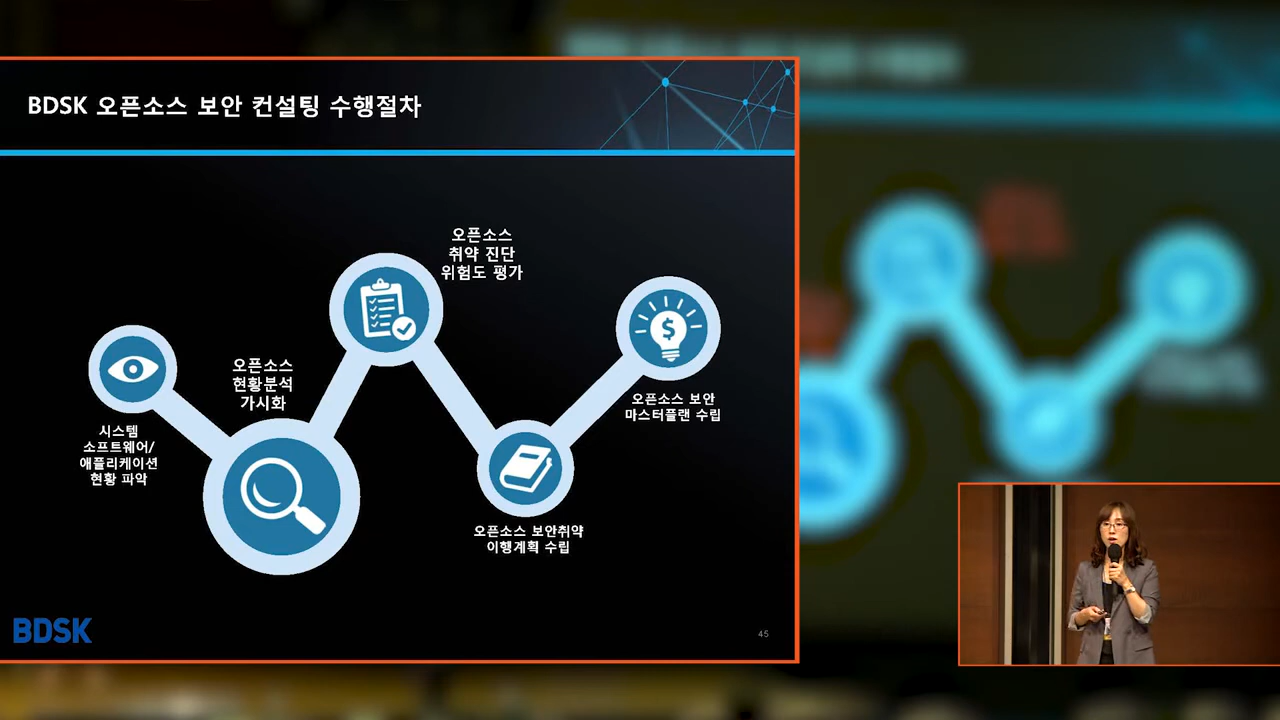 BDSK 오픈소스 보안 컨설팅 수행절차
시스템
소프트웨어/
애플리케이션
현황 파악
오픈소스
현황분석
가시화
오픈소스
취약 진단
위험도 평가
오픈소스 보안취약
이행계획 수립
오픈소스 보안
마스터플랜 수립
BDSK
45